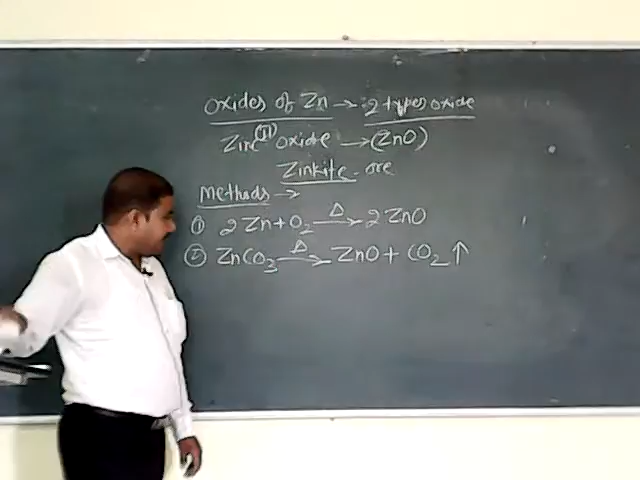 Oxides of Zn → 2 types oxide
Zinc(II) oxide → (ZnO)
Zinkite ore
Methods →
① 2 Zn + O₂ —Δ→ 2 ZnO
② ZnCO₃ —Δ→ ZnO + CO₂ ↑